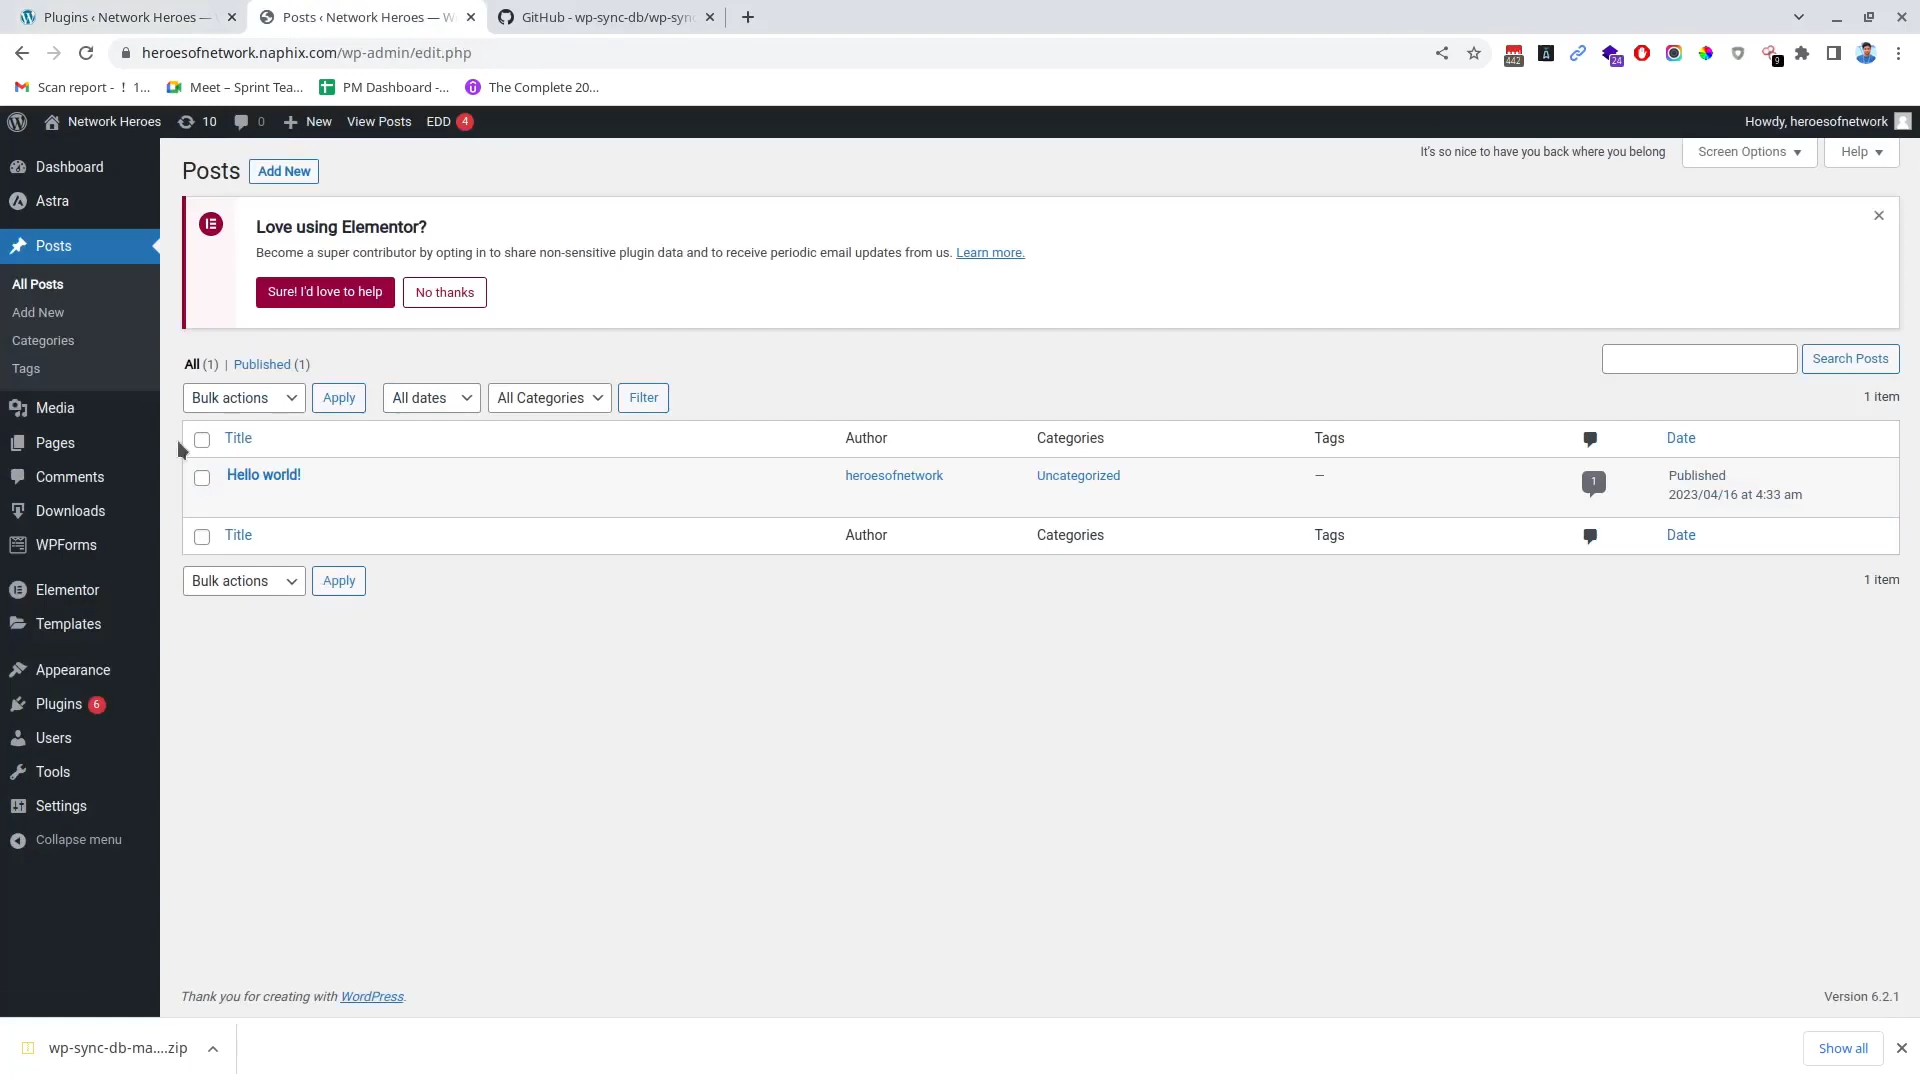 Plugins ‹ Network Heroes —
Posts ‹ Network Heroes — W
GitHub - wp-sync-db/wp-syn
heroesofnetwork.naphix.com/wp-admin/edit.php
442
24
9
Scan report - ! 1...
Meet – Sprint Tea...
PM Dashboard -...
The Complete 20...
Network Heroes
10
0
New
View Posts
EDD 4
Howdy, heroesofnetwork
Dashboard
Astra
Posts
All Posts
Add New
Categories
Tags
Media
Pages
Comments
Downloads
WPForms
Elementor
Templates
Appearance
Plugins 6
Users
Tools
Settings
Collapse menu
It's so nice to have you back where you belong
Screen Options
Help
Posts
Add New
Love using Elementor?
Become a super contributor by opting in to share non-sensitive plugin data and to receive periodic email updates from us. Learn more.
Sure! I'd love to help
No thanks
All (1) | Published (1)
Search Posts
Bulk actions
Apply
All dates
All Categories
Filter
1 item
Title
Author
Categories
Tags
Date
Hello world!
heroesofnetwork
Uncategorized
—
1
Published
2023/04/16 at 4:33 am
Title
Author
Categories
Tags
Date
Bulk actions
Apply
1 item
Thank you for creating with WordPress.
Version 6.2.1
wp-sync-db-ma....zip
Show all